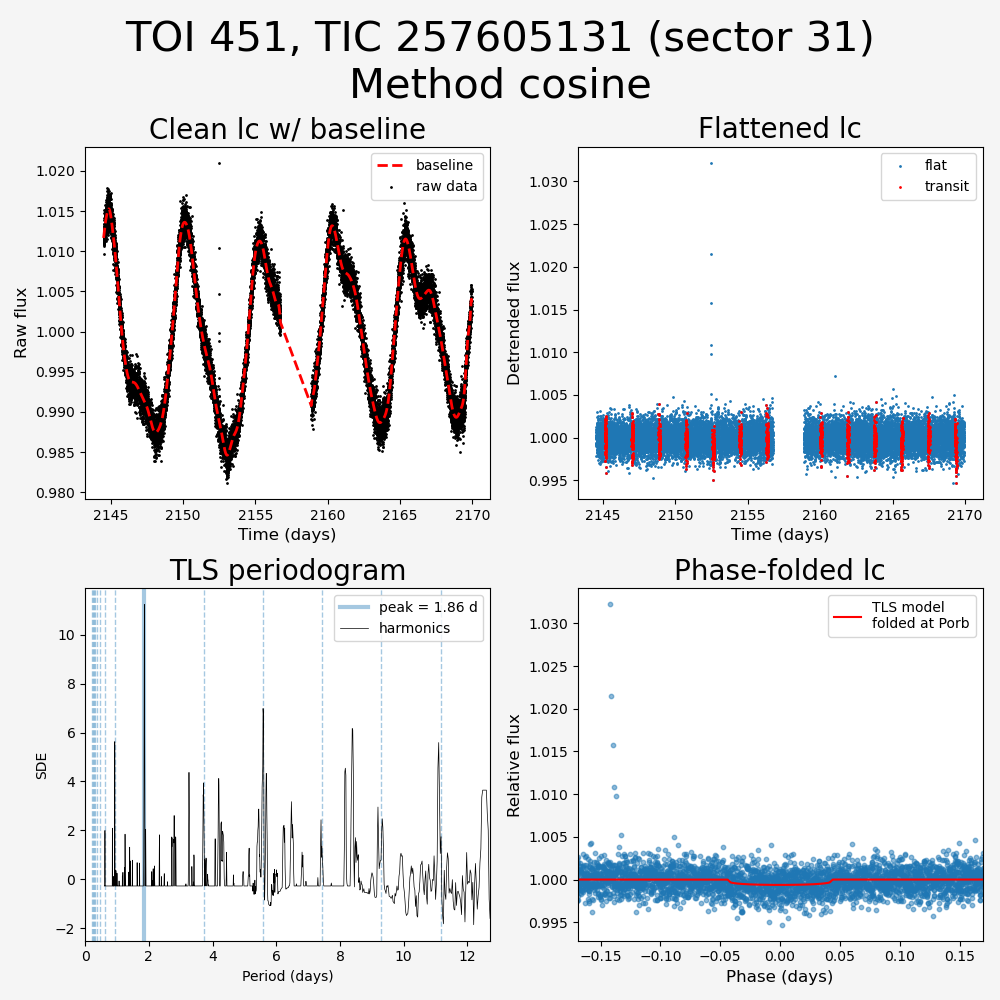 TOI 451, TIC 257605131 (sector 31)
Method cosine
Clean lc w/ baseline
Flattened lc
baseline
raw data
flat
transit
Raw flux
1.020
1.015
1.010
1.005
1.000
0.995
0.990
0.985
0.980
2145
2150
2155
2160
2165
2170
Time (days)
Detrended flux
1.030
1.025
1.020
1.015
1.010
1.005
1.000
0.995
2145
2150
2155
2160
2165
2170
Time (days)
TLS periodogram
Phase-folded lc
peak = 1.86 d
harmonics
TLS model
folded at Porb
SDE
10
8
6
4
2
0
−2
0
2
4
6
8
10
12
Period (days)
Relative flux
1.030
1.025
1.020
1.015
1.010
1.005
1.000
0.995
−0.15
−0.10
−0.05
0.00
0.05
0.10
0.15
Phase (days)